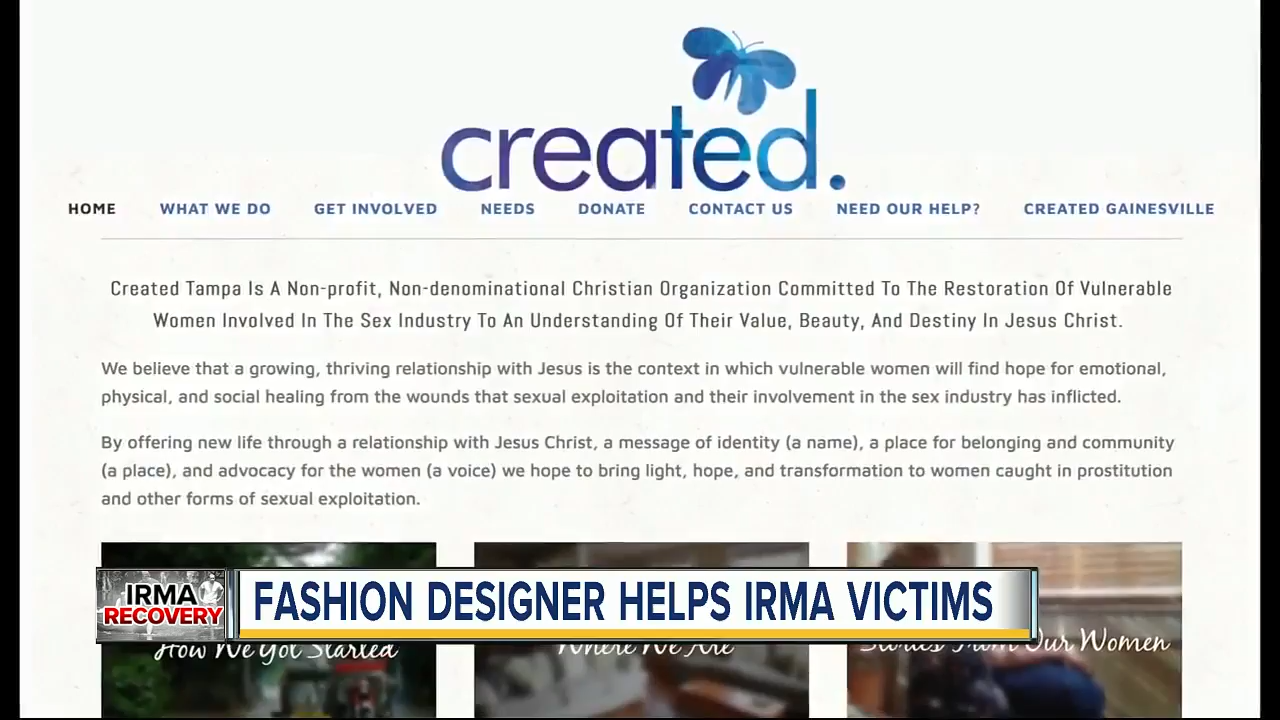 created.
HOME WHAT WE DO GET INVOLVED NEEDS DONATE CONTACT US NEED OUR HELP? CREATED GAINESVILLE
Created Tampa Is A Non-profit, Non-denominational Christian Organization Committed To The Restoration Of Vulnerable
Women Involved In The Sex Industry To An Understanding Of Their Value, Beauty, And Destiny In Jesus Christ.
We believe that a growing, thriving relationship with Jesus is the context in which vulnerable women will find hope for emotional,
physical, and social healing from the wounds that sexual exploitation and their involvement in the sex industry has inflicted.
By offering new life through a relationship with Jesus Christ, a message of identity (a name), a place for belonging and community
(a place), and advocacy for the women (a voice) we hope to bring light, hope, and transformation to women caught in prostitution
and other forms of sexual exploitation.
IRMA
RECOVERY
FASHION DESIGNER HELPS IRMA VICTIMS
How We Got Started
Where We Are
Stories From Our Women